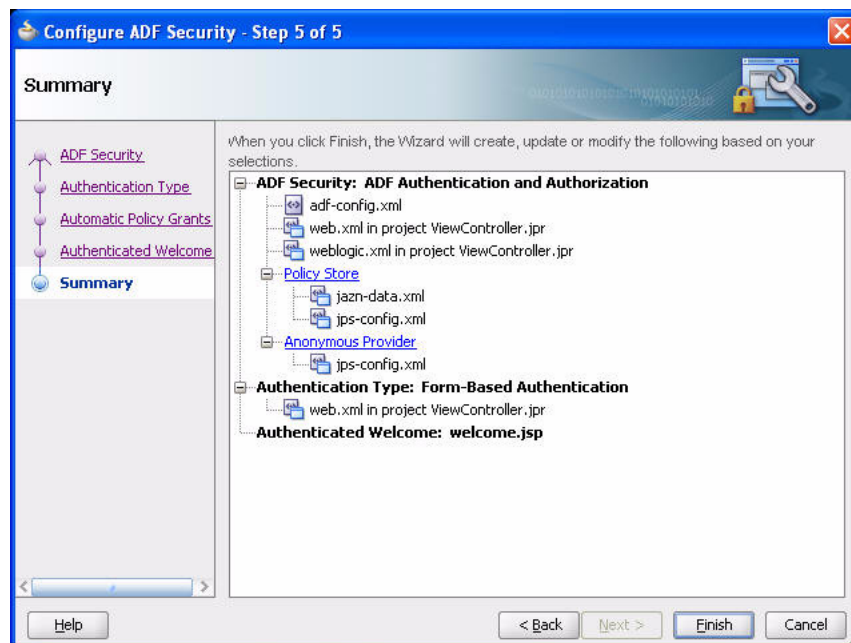 Configure ADF Security - Step 5 of 5
Summary
ADF Security
Authentication Type
Automatic Policy Grants
Authenticated Welcome
Summary
When you click Finish, the Wizard will create, update or modify the following based on your
selections.
ADF Security: ADF Authentication and Authorization
adf-config.xml
web.xml in project ViewController.jpr
weblogic.xml in project ViewController.jpr
Policy Store
jazn-data.xml
jps-config.xml
Anonymous Provider
jps-config.xml
Authentication Type: Form-Based Authentication
web.xml in project ViewController.jpr
Authenticated Welcome: welcome.jsp
Help
< Back
Next >
Finish
Cancel